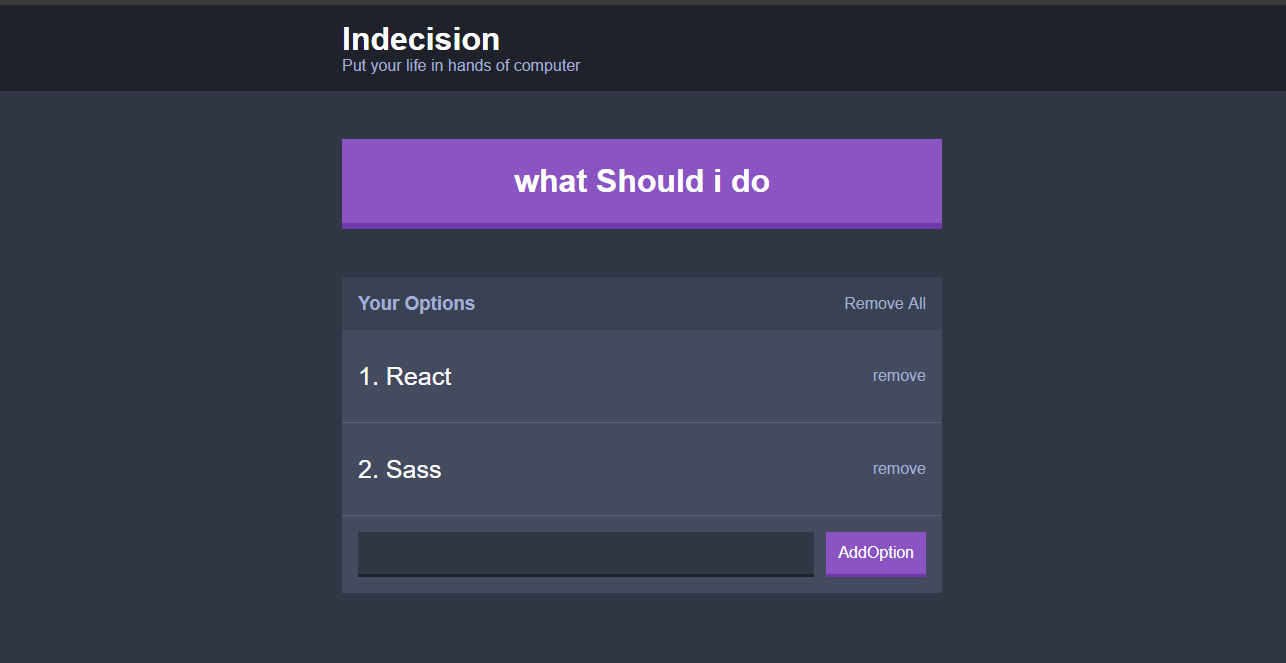 Indecision
Put your life in hands of computer
what Should i do
Your Options
Remove All
1. React
remove
2. Sass
remove
AddOption